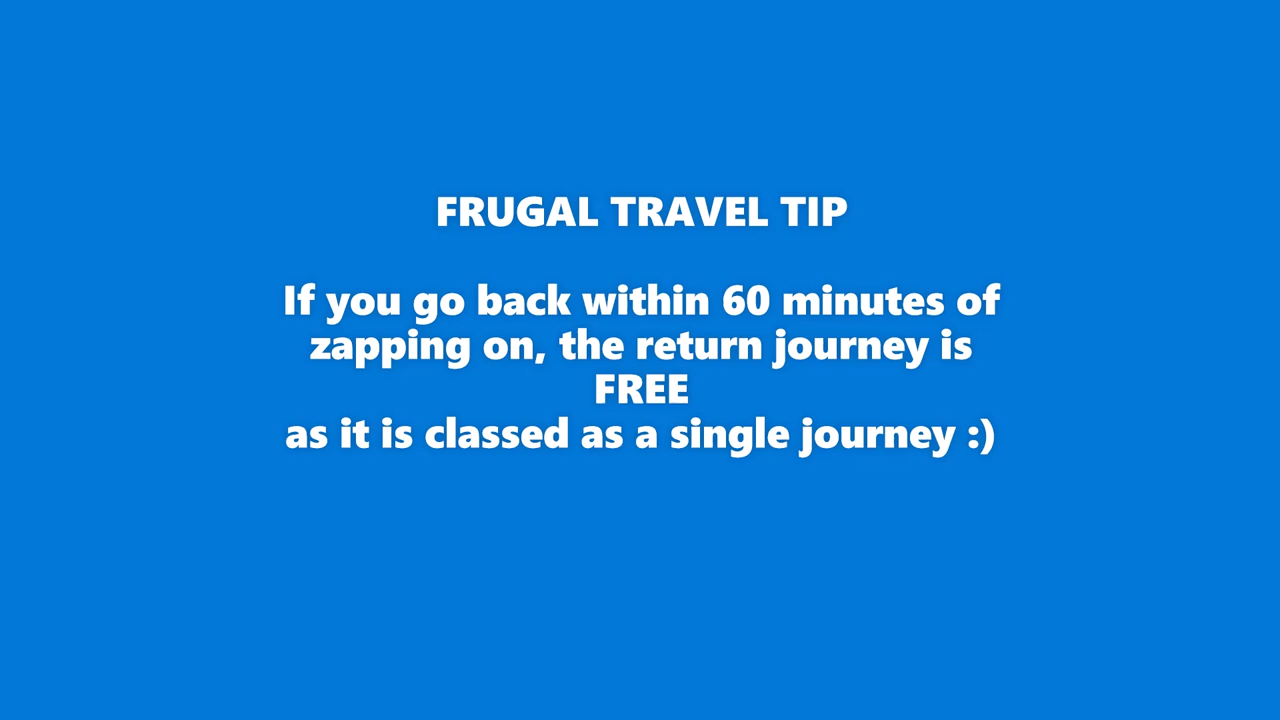 FRUGAL TRAVEL TIP
If you go back within 60 minutes of
zapping on, the return journey is
FREE
as it is classed as a single journey :)